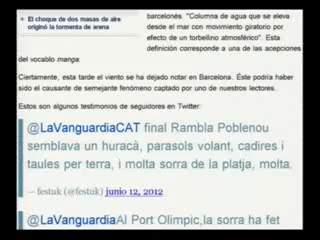 El choque de dos masas de aire
originó la tormenta de arena
barcelonés. "Columna de agua que se eleva
desde el mar con movimiento giratorio por
efecto de un torbellino atmosférico". Esta
definición corresponde a una de las acepciones
del vocablo manga.
Ciertamente, esta tarde el viento se ha dejado notar en Barcelona. Éste podría haber
sido el causante de semejante fenómeno captado por uno de nuestros lectores.
Estos son algunos testimonios de seguidores en Twitter:
@LaVanguardiaCAT final Rambla Poblenou
semblava un huracà, parasols volant, cadires i
taules per terra, i molta sorra de la platja, molta.
— festuk (@festuk) junio 12, 2012
@LaVanguardiaAl Port Olimpic,la sorra ha fet